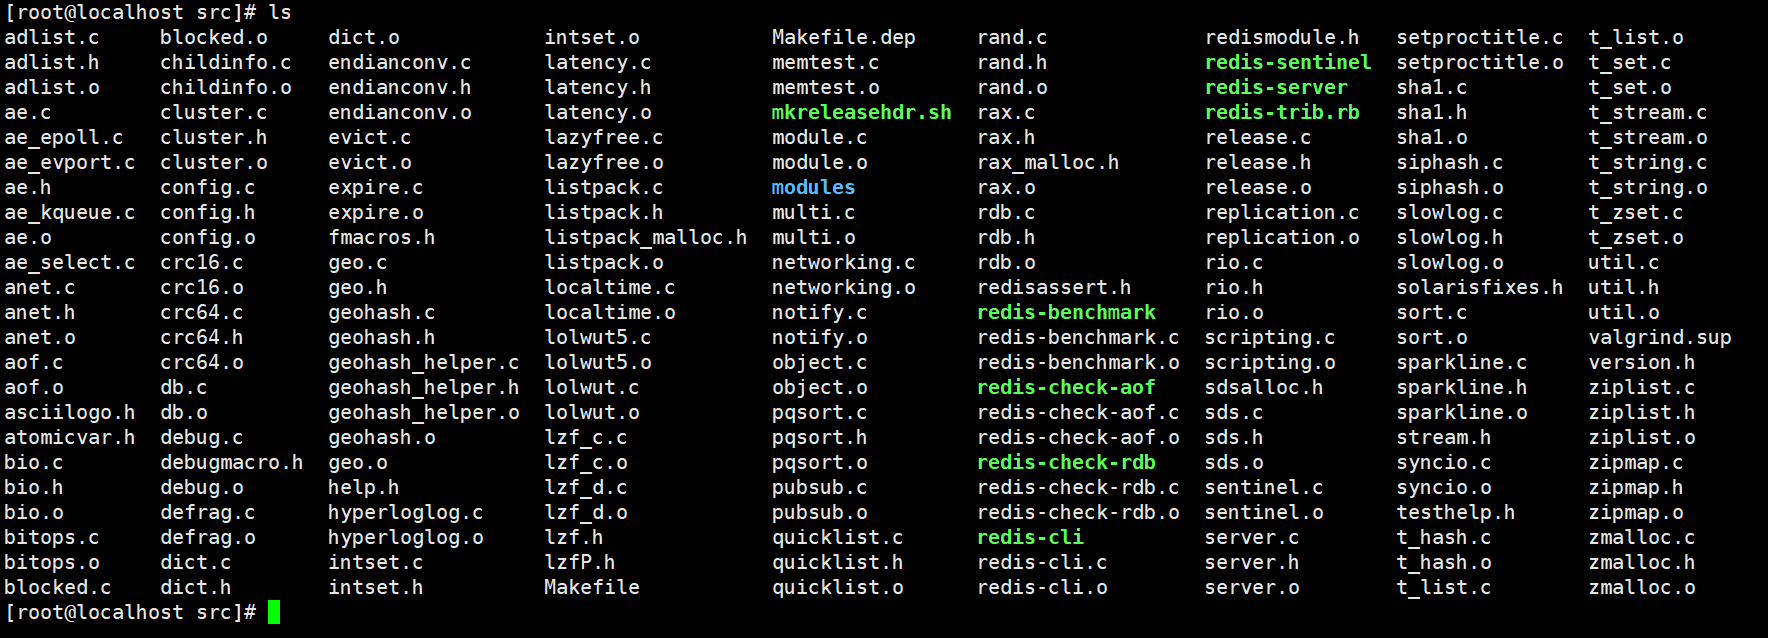 [root@localhost src]# ls
adlist.c blocked.o dict.o intset.o Makefile.dep rand.c redismodule.h setproctitle.c t_list.o
adlist.h childinfo.c endianconv.c latency.c memtest.c rand.h redis-sentinel setproctitle.o t_set.c
adlist.o childinfo.o endianconv.h latency.h memtest.o rand.o redis-server sha1.c t_set.o
ae.c cluster.c endianconv.o latency.o mkreleasehdr.sh rax.c redis-trib.rb sha1.h t_stream.c
ae_epoll.c cluster.h evict.c lazyfree.c module.c rax.h release.c sha1.o t_stream.o
ae_evport.c cluster.o evict.o lazyfree.o module.o rax_malloc.h release.h siphash.c t_string.c
ae.h config.c expire.c listpack.c modules rax.o release.o siphash.o t_string.o
ae_kqueue.c config.h expire.o listpack.h multi.c rdb.c replication.c slowlog.c t_zset.c
ae.o config.o fmacros.h listpack_malloc.h multi.o rdb.h replication.o slowlog.h t_zset.o
ae_select.c crc16.c geo.c listpack.o networking.c rdb.o rio.c slowlog.o util.c
anet.c crc16.o geo.h localtime.c networking.o redisassert.h rio.h solarisfixes.h util.h
anet.h crc64.c geohash.c localtime.o notify.c redis-benchmark rio.o sort.c util.o
anet.o crc64.h geohash.h lolwut5.c notify.o redis-benchmark.c scripting.c sort.o valgrind.sup
aof.c crc64.o geohash_helper.c lolwut5.o object.c redis-benchmark.o scripting.o sparkline.c version.h
aof.o db.c geohash_helper.h lolwut.c object.o redis-check-aof sdsalloc.h sparkline.h ziplist.c
asciilogo.h db.o geohash_helper.o lolwut.o pqsort.c redis-check-aof.c sds.c sparkline.o ziplist.h
atomicvar.h debug.c geohash.o lzf_c.c pqsort.h redis-check-aof.o sds.h stream.h ziplist.o
bio.c debugmacro.h geo.o lzf_c.o pqsort.o redis-check-rdb sds.o syncio.c zipmap.c
bio.h debug.o help.h lzf_d.c pubsub.c redis-check-rdb.c sentinel.c syncio.o zipmap.h
bio.o defrag.c hyperloglog.c lzf_d.o pubsub.o redis-check-rdb.o sentinel.o testhelp.h zipmap.o
bitops.c defrag.o hyperloglog.o lzf.h quicklist.c redis-cli server.c t_hash.c zmalloc.c
bitops.o dict.c intset.c lzfP.h quicklist.h redis-cli.c server.h t_hash.o zmalloc.h
blocked.c dict.h intset.h Makefile quicklist.o redis-cli.o server.o t_list.c zmalloc.o
[root@localhost src]#